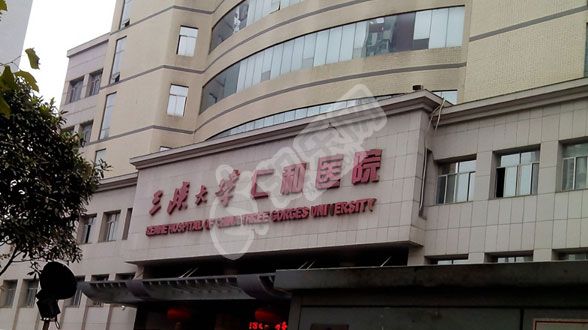 三峡大学仁和医院
RENHE HOSPITAL OF CHINA THREE GORGES UNIVERSITY